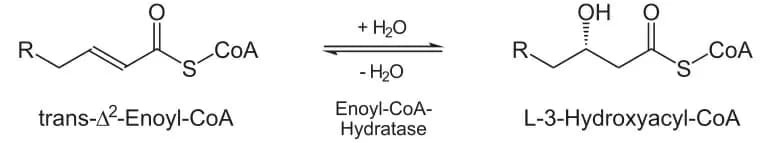 O
R
S
CoA
trans-Δ²-Enoyl-CoA
+ H₂O
- H₂O
Enoyl-CoA-
Hydratase
OH
O
R
S
CoA
L-3-Hydroxyacyl-CoA